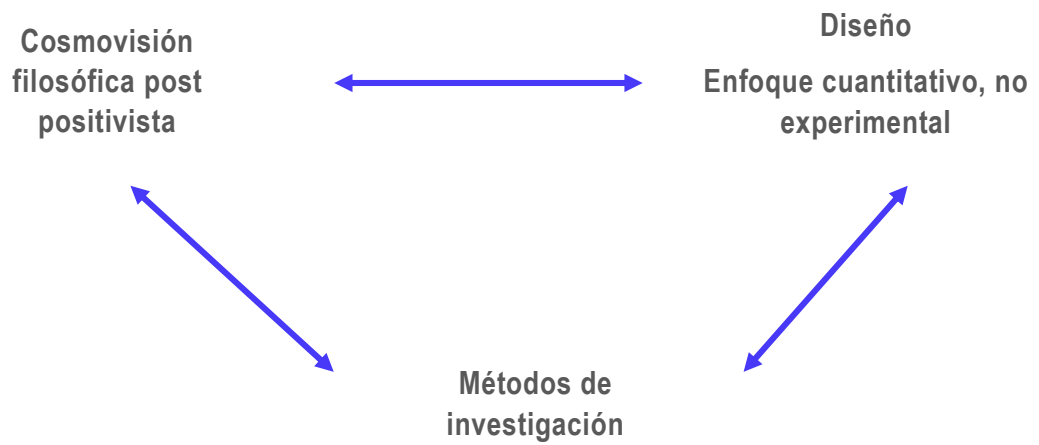 Cosmovisión
filosófica post
positivista
Diseño
Enfoque cuantitativo, no
experimental
Métodos de
investigación